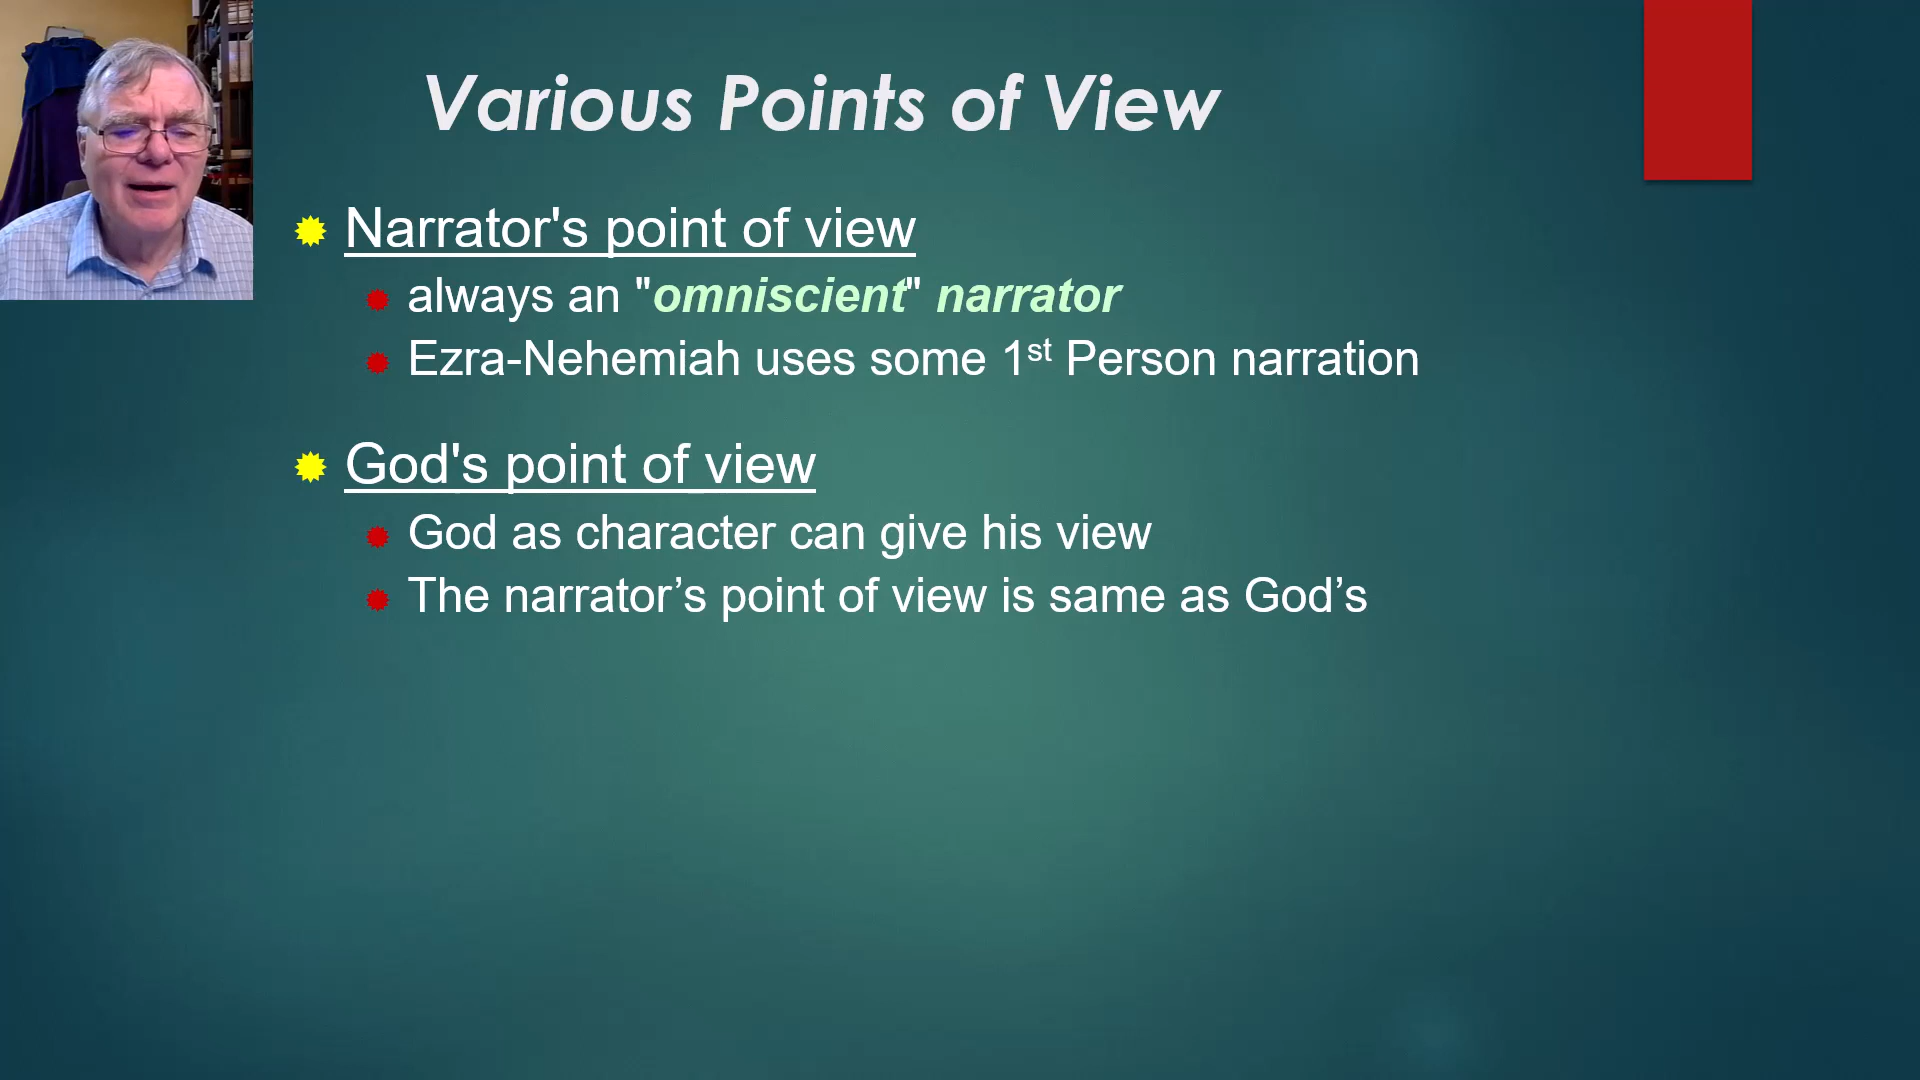 Various Points of View
Narrator's point of view
always an "omniscient" narrator
Ezra-Nehemiah uses some 1st Person narration
God's point of view
God as character can give his view
The narrator’s point of view is same as God’s